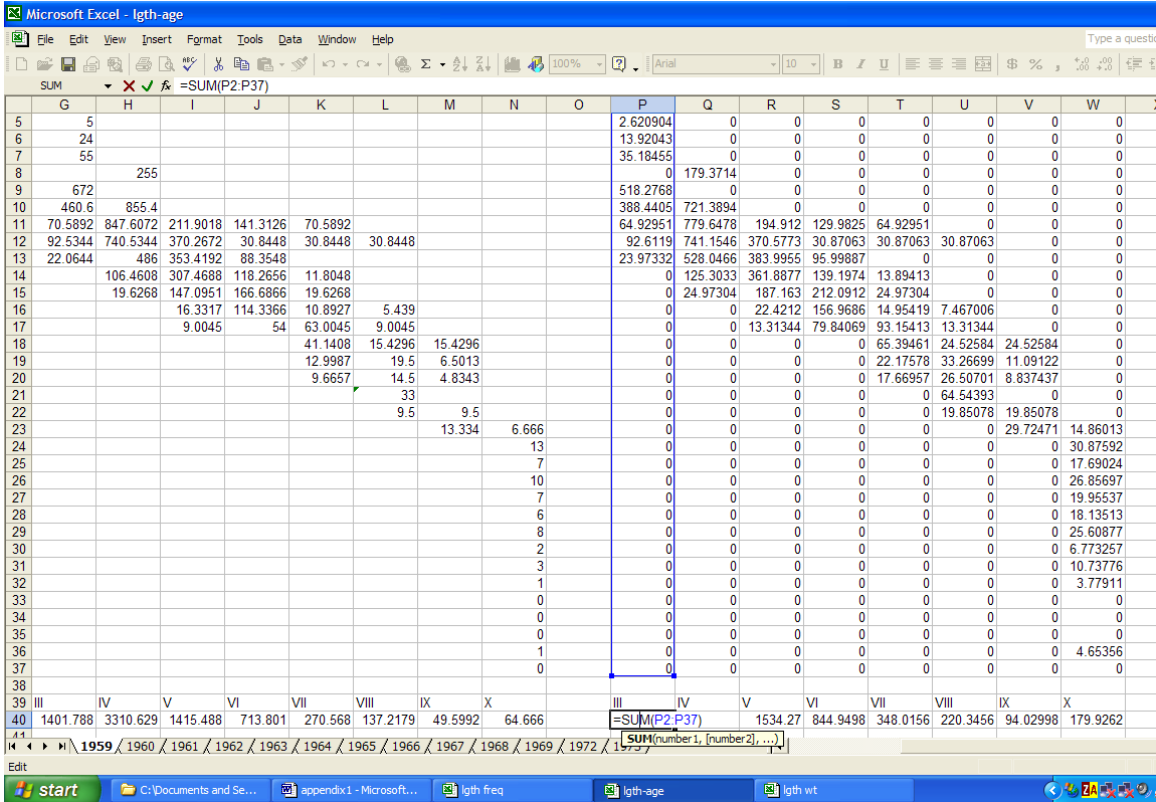 Microsoft Excel - lgth-age
File Edit View Insert Format Tools Data Window Help Type a questio
100% Arial 10 B I U $ % ,
SUM =SUM(P2:P37)
G H I J K L M N O P Q R S T U V W
5 5 2.620904 0 0 0 0 0 0 0
6 24 13.92043 0 0 0 0 0 0 0
7 55 35.18455 0 0 0 0 0 0 0
8 255 0 179.3714 0 0 0 0 0 0
9 672 518.2768 0 0 0 0 0 0 0
10 460.6 855.4 388.4405 721.3894 0 0 0 0 0 0
11 70.5892 847.6072 211.9018 141.3126 70.5892 64.92951 779.6478 194.912 129.9825 64.92951 0 0 0
12 92.5344 740.5344 370.2672 30.8448 30.8448 30.8448 92.6119 741.1546 370.5773 30.87063 30.87063 30.87063 0 0
13 22.0644 486 353.4192 88.3548 23.97332 528.0466 383.9955 95.99887 0 0 0 0
14 106.4608 307.4688 118.2656 11.8048 0 125.3033 361.8877 139.1974 13.89413 0 0 0
15 19.6268 147.0951 166.6866 19.6268 0 24.97304 187.163 212.0912 24.97304 0 0 0
16 16.3317 114.3366 10.8927 5.439 0 0 22.4212 156.9686 14.95419 7.467006 0 0
17 9.0045 54 63.0045 9.0045 0 0 13.31344 79.84069 93.15413 13.31344 0 0
18 41.1408 15.4296 15.4296 0 0 0 0 65.39461 24.52584 24.52584 0
19 12.9987 19.5 6.5013 0 0 0 0 22.17578 33.26699 11.09122 0
20 9.6657 14.5 4.8343 0 0 0 0 17.66957 26.50701 8.837437 0
21 33 0 0 0 0 0 64.54393 0 0
22 9.5 9.5 0 0 0 0 0 19.85078 19.85078 0
23 13.334 6.666 0 0 0 0 0 0 29.72471 14.86013
24 13 0 0 0 0 0 0 0 30.87592
25 7 0 0 0 0 0 0 0 17.69024
26 10 0 0 0 0 0 0 0 26.85697
27 7 0 0 0 0 0 0 0 19.95537
28 6 0 0 0 0 0 0 0 18.13513
29 8 0 0 0 0 0 0 0 25.60877
30 2 0 0 0 0 0 0 0 6.773257
31 3 0 0 0 0 0 0 0 10.73776
32 1 0 0 0 0 0 0 0 3.77911
33 0 0 0 0 0 0 0 0 0
34 0 0 0 0 0 0 0 0 0
35 0 0 0 0 0 0 0 0 0
36 1 0 0 0 0 0 0 0 4.65356
37 0 0 0 0 0 0 0 0 0
38
39 III IV V VI VII VIII IX X III IV V VI VII VIII IX X
40 1401.788 3310.629 1415.488 713.801 270.568 137.2179 49.5992 64.666 =SUM(P2:P37) 1534.27 844.9498 348.0156 220.3456 94.02998 179.9262
41 SUM(number1, [number2], ...)
1959 / 1960 / 1961 / 1962 / 1963 / 1964 / 1965 / 1966 / 1967 / 1968 / 1969 / 1972 / 1973 /
Edit
start C:\Documents and Se... appendix1 - Microsoft... lgth freq lgth-age lgth wt ZA